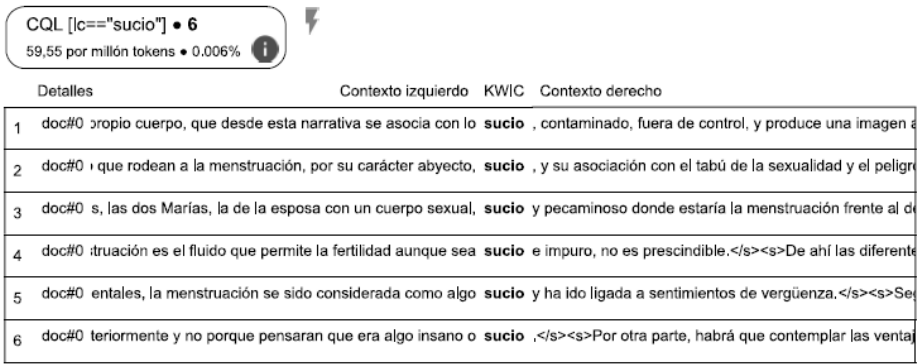 CQL [lc=="sucio"] ● 6
59,55 por millón tokens ● 0.006% i
Detalles Contexto izquierdo KWIC Contexto derecho
1 doc#0 propio cuerpo, que desde esta narrativa se asocia con lo sucio , contaminado, fuera de control, y produce una imagen a
2 doc#0 que rodean a la menstruación, por su carácter abyecto, sucio , y su asociación con el tabú de la sexualidad y el peligro
3 doc#0 s, las dos Marías, la de la esposa con un cuerpo sexual, sucio y pecaminoso donde estaría la menstruación frente al de
4 doc#0 truación es el fluido que permite la fertilidad aunque sea sucio e impuro, no es prescindible.</s><s>De ahí las diferente
5 doc#0 entales, la menstruación se sido considerada como algo sucio y ha ido ligada a sentimientos de vergüenza.</s><s>Se
6 doc#0 teriormente y no porque pensaran que era algo insano o sucio .</s><s>Por otra parte, habrá que contemplar las ventaj